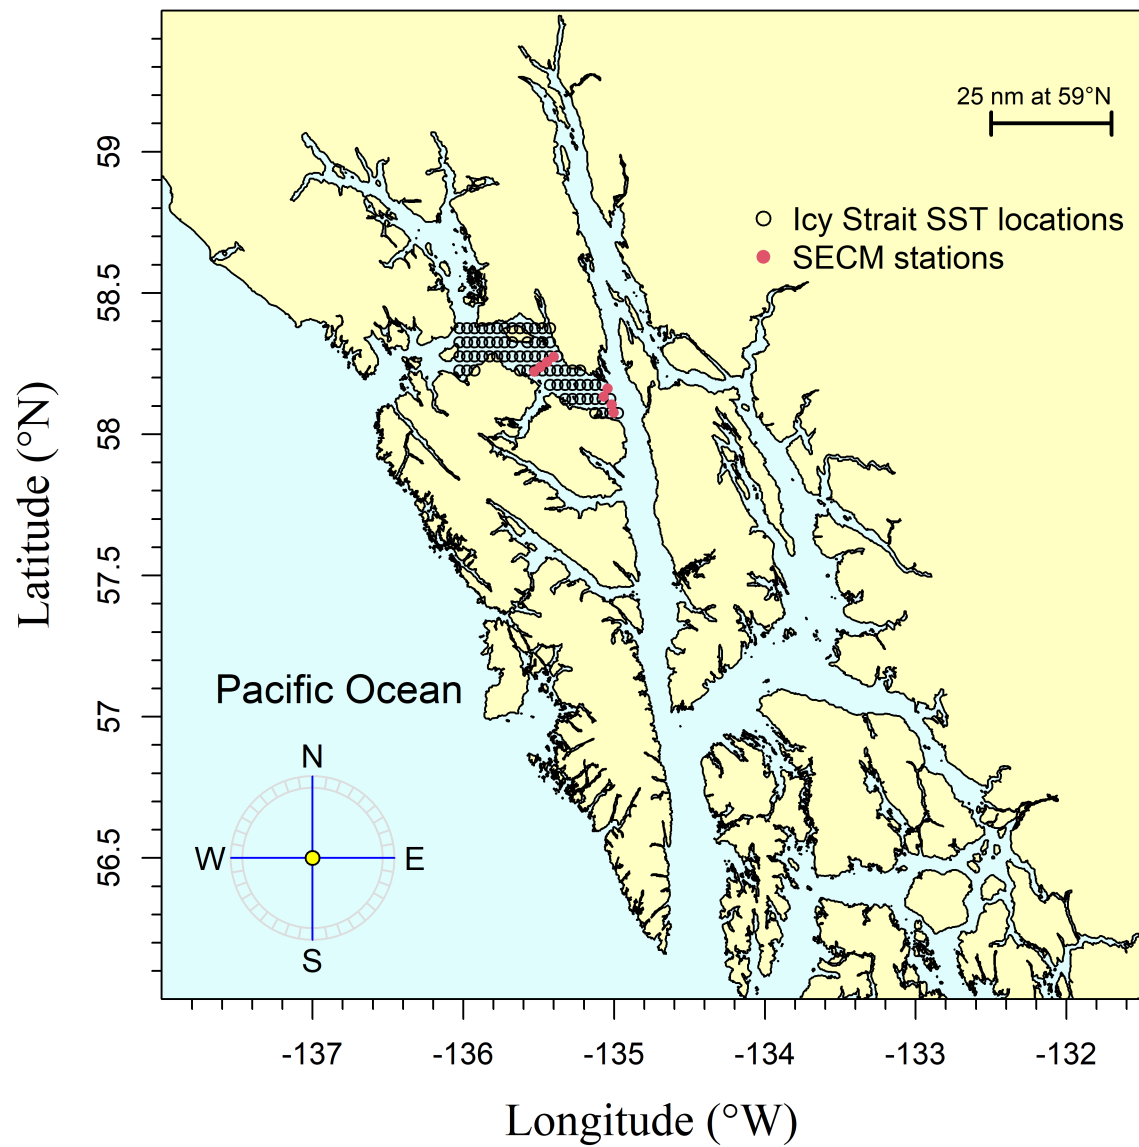 25 nm at 59°N
Icy Strait SST locations
SECM stations
Pacific Ocean
N
W
E
S
59
58.5
58
57.5
57
56.5
Latitude (°N)
-137
-136
-135
-134
-133
-132
Longitude (°W)